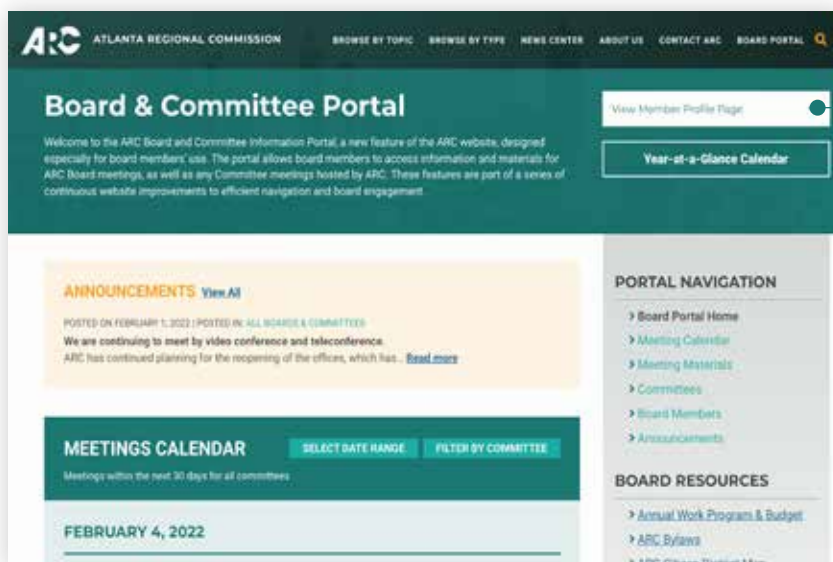 ARC ATLANTA REGIONAL COMMISSION BROWSE BY TOPIC BROWSE BY TYPE NEWS CENTER ABOUT US CONTACT ARC BOARD PORTAL
Board & Committee Portal
Welcome to the ARC Board and Committee Information Portal, a new feature of the ARC website, designed
especially for board members' use. The portal allows board members to access information and materials for
ARC Board meetings, as well as any Committee meetings hosted by ARC. These features are part of a series of
continuous website improvements to efficient navigation and board engagement.
View Member Profile Page
Year-at-a-Glance Calendar
ANNOUNCEMENTS View All
POSTED ON FEBRUARY 1, 2022 | POSTED IN: ALL BOARDS & COMMITTEES
We are continuing to meet by video conference and teleconference.
ARC has continued planning for the reopening of the offices, which has... Read more
MEETINGS CALENDAR SELECT DATE RANGE FILTER BY COMMITTEE
Meetings within the next 30 days for all committees
FEBRUARY 4, 2022
PORTAL NAVIGATION
> Board Portal Home
> Meeting Calendar
> Meeting Materials
> Committees
> Board Members
> Announcements
BOARD RESOURCES
> Annual Work Program & Budget
> ARC Bylaws